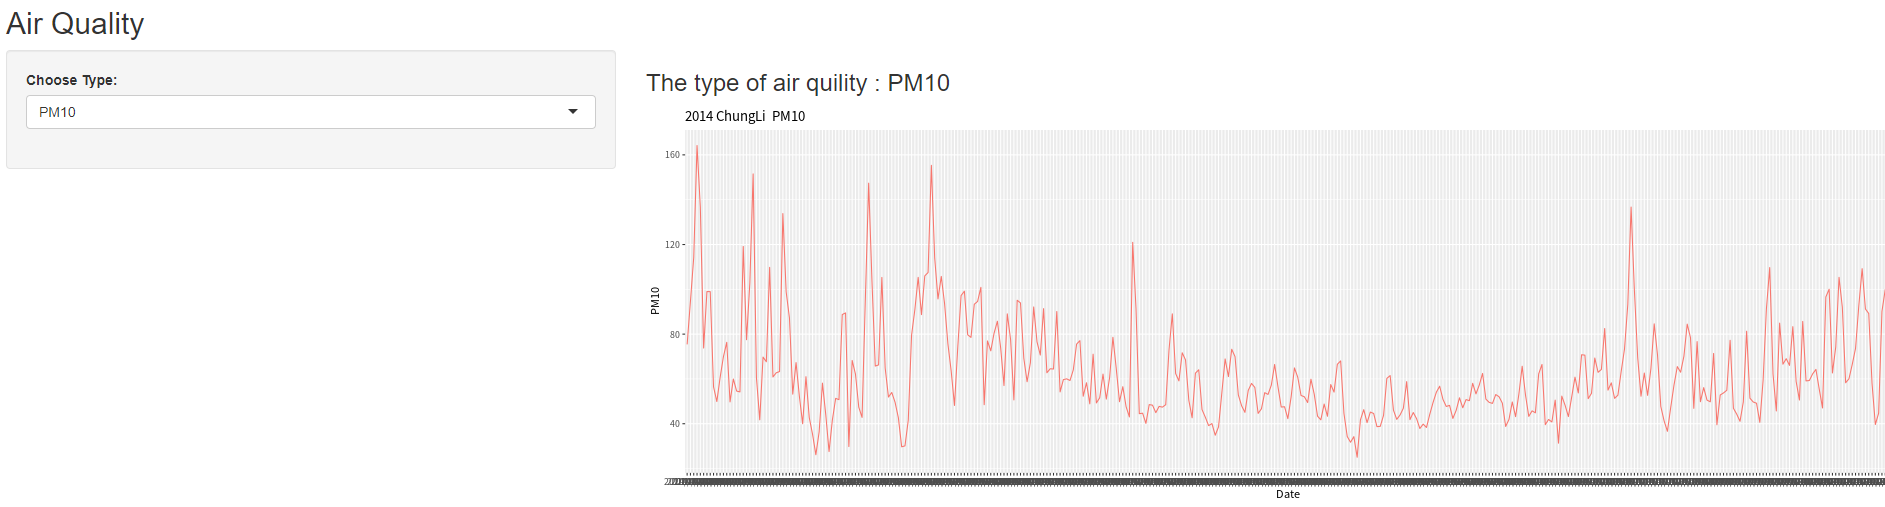 Air Quality
Choose Type:
PM10
The type of air quility : PM10
2014 ChungLi PM10
160
120
80
40
PM10
Date